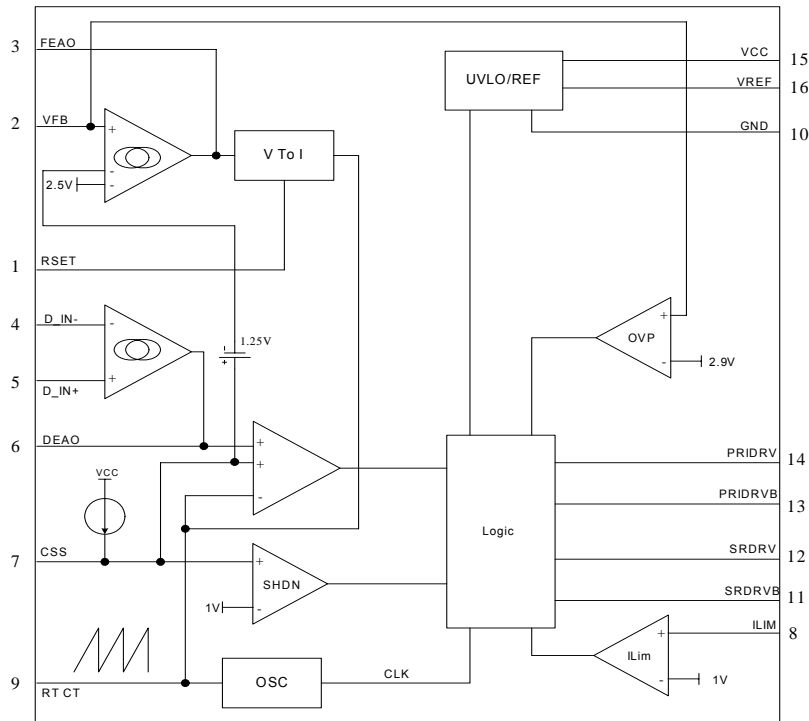 3 FEAO
VCC 15
UVLO/REF
VREF 16
2 VFB
+
GND 10
V To I
-
2.5V
-
1 RSET
4 D_IN-
-
+
OVP
1.25V
-
+
-
2.9V
5 D_IN+
+
6 DEAO
+
+
PRIDRV 14
VCC
-
PRIDRVB 13
Logic
7 CSS
+
SRDRV 12
SHDN
1V
-
SRDRVB 11
ILIM 8
+
ILim
-
1V
9 RT CT
OSC
CLK